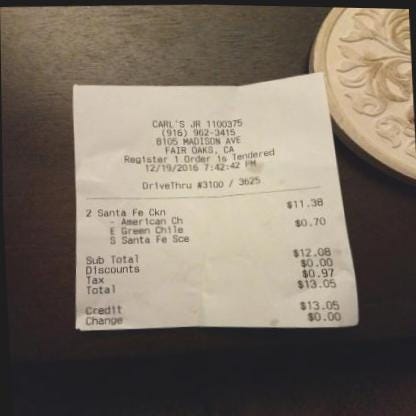 CARL'S JR 1100375
(916) 962-3415
8105 MADISON AVE
FAIR OAKS, CA
Register 1 Order is Tendered
12/19/2016 7:42:42 PM
DriveThru #3100 / 3625
2 Santa Fe Ckn $11.38
- American Ch
E Green Chile $0.70
S Santa Fe Sce
Sub Total $12.08
Discounts $0.00
Tax $0.97
Total $13.05
Credit $13.05
Change $0.00